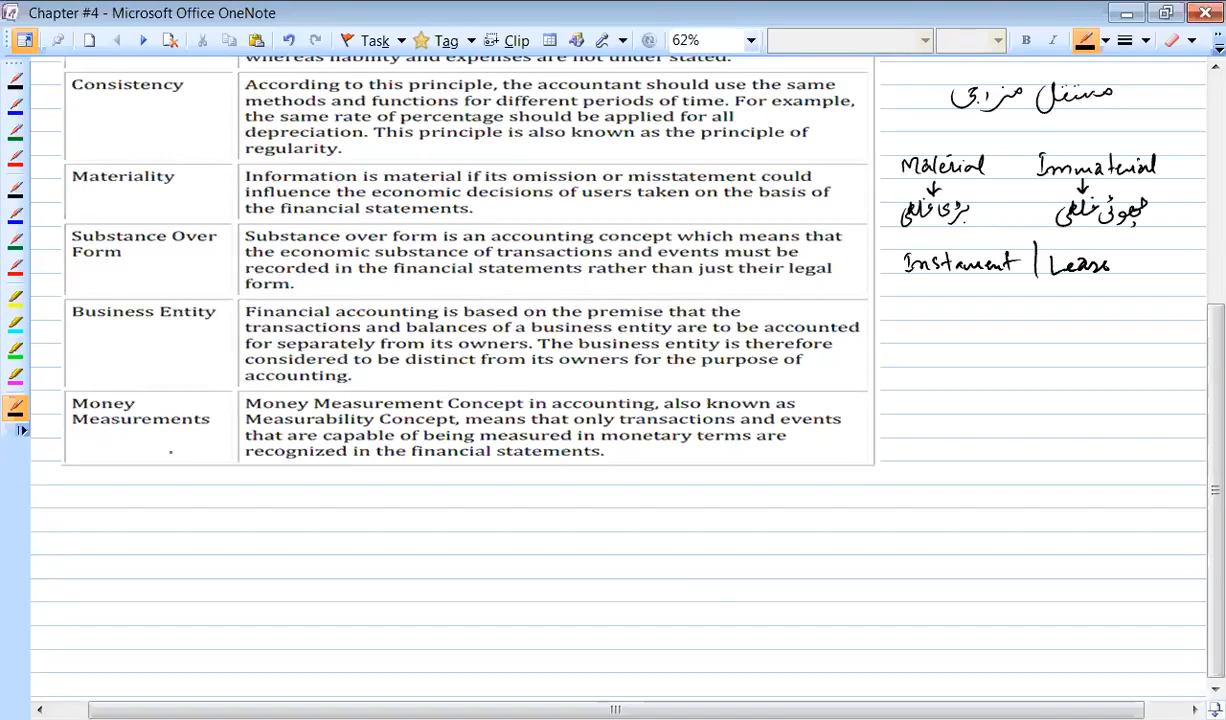 Chapter #4 - Microsoft Office OneNote
Task Tag Clip 62% B I
whereas liability and expenses are not under stated.
Consistency
According to this principle, the accountant should use the same
methods and functions for different periods of time. For example,
the same rate of percentage should be applied for all
depreciation. This principle is also known as the principle of
regularity.
Materiality
Information is material if its omission or misstatement could
influence the economic decisions of users taken on the basis of
the financial statements.
Substance Over
Form
Substance over form is an accounting concept which means that
the economic substance of transactions and events must be
recorded in the financial statements rather than just their legal
form.
Business Entity
Financial accounting is based on the premise that the
transactions and balances of a business entity are to be accounted
for separately from its owners. The business entity is therefore
considered to be distinct from its owners for the purpose of
accounting.
Money
Measurements
Money Measurement Concept in accounting, also known as
Measurability Concept, means that only transactions and events
that are capable of being measured in monetary terms are
recognized in the financial statements.
مستقل مزاجی
Material Immaterial
بڑی غلطی چھوٹی غلطی
Instament | Lease